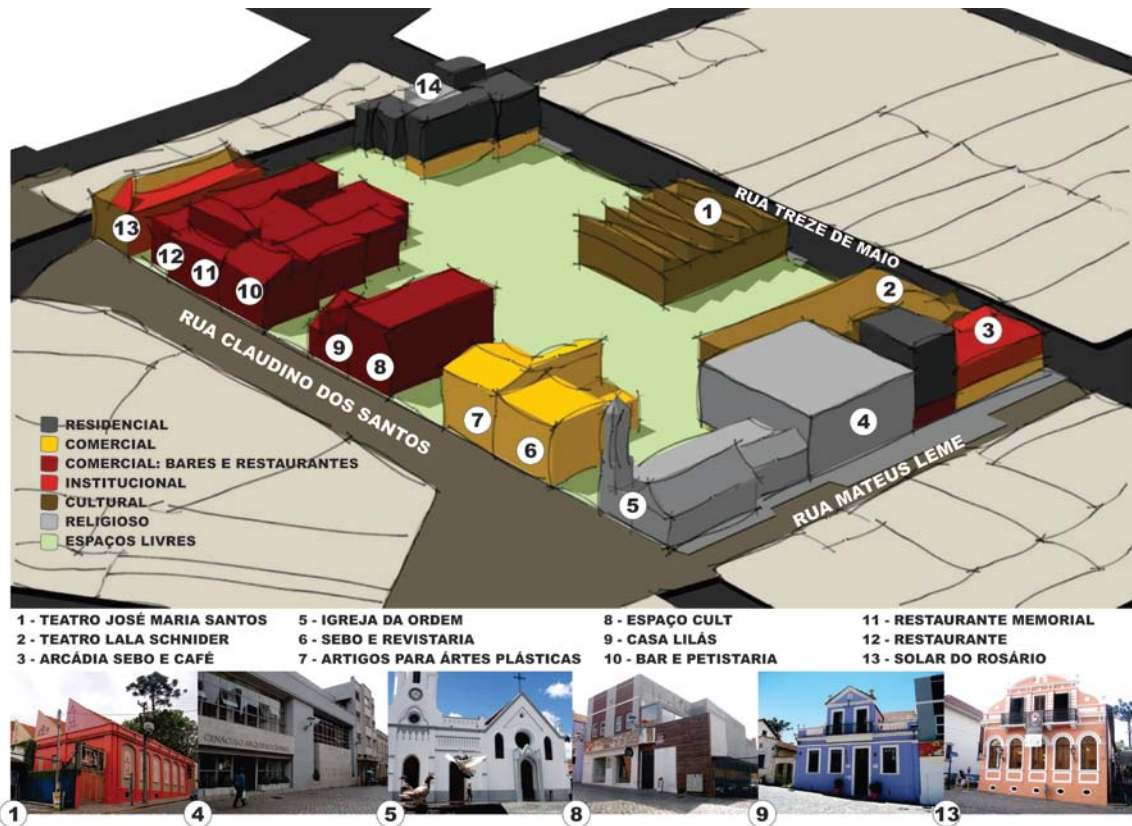 14
1
RUA TREZE DE MAIO
13
12
11
10
2
3
RUA CLAUDINO DOS SANTOS
9
8
7
6
4
5
RUA MATEUS LEME
RESIDENCIAL
COMERCIAL
COMERCIAL: BARES E RESTAURANTES
INSTITUCIONAL
CULTURAL
RELIGIOSO
ESPAÇOS LIVRES
1 - TEATRO JOSÉ MARIA SANTOS
2 - TEATRO LALA SCHNIDER
3 - ARCÁDIA SEBO E CAFÉ
5 - IGREJA DA ORDEM
6 - SEBO E REVISTARIA
7 - ARTIGOS PARA ÁRTES PLÁSTICAS
8 - ESPAÇO CULT
9 - CASA LILÁS
10 - BAR E PETISTARIA
11 - RESTAURANTE MEMORIAL
12 - RESTAURANTE
13 - SOLAR DO ROSÁRIO
1
4
5
8
9
13